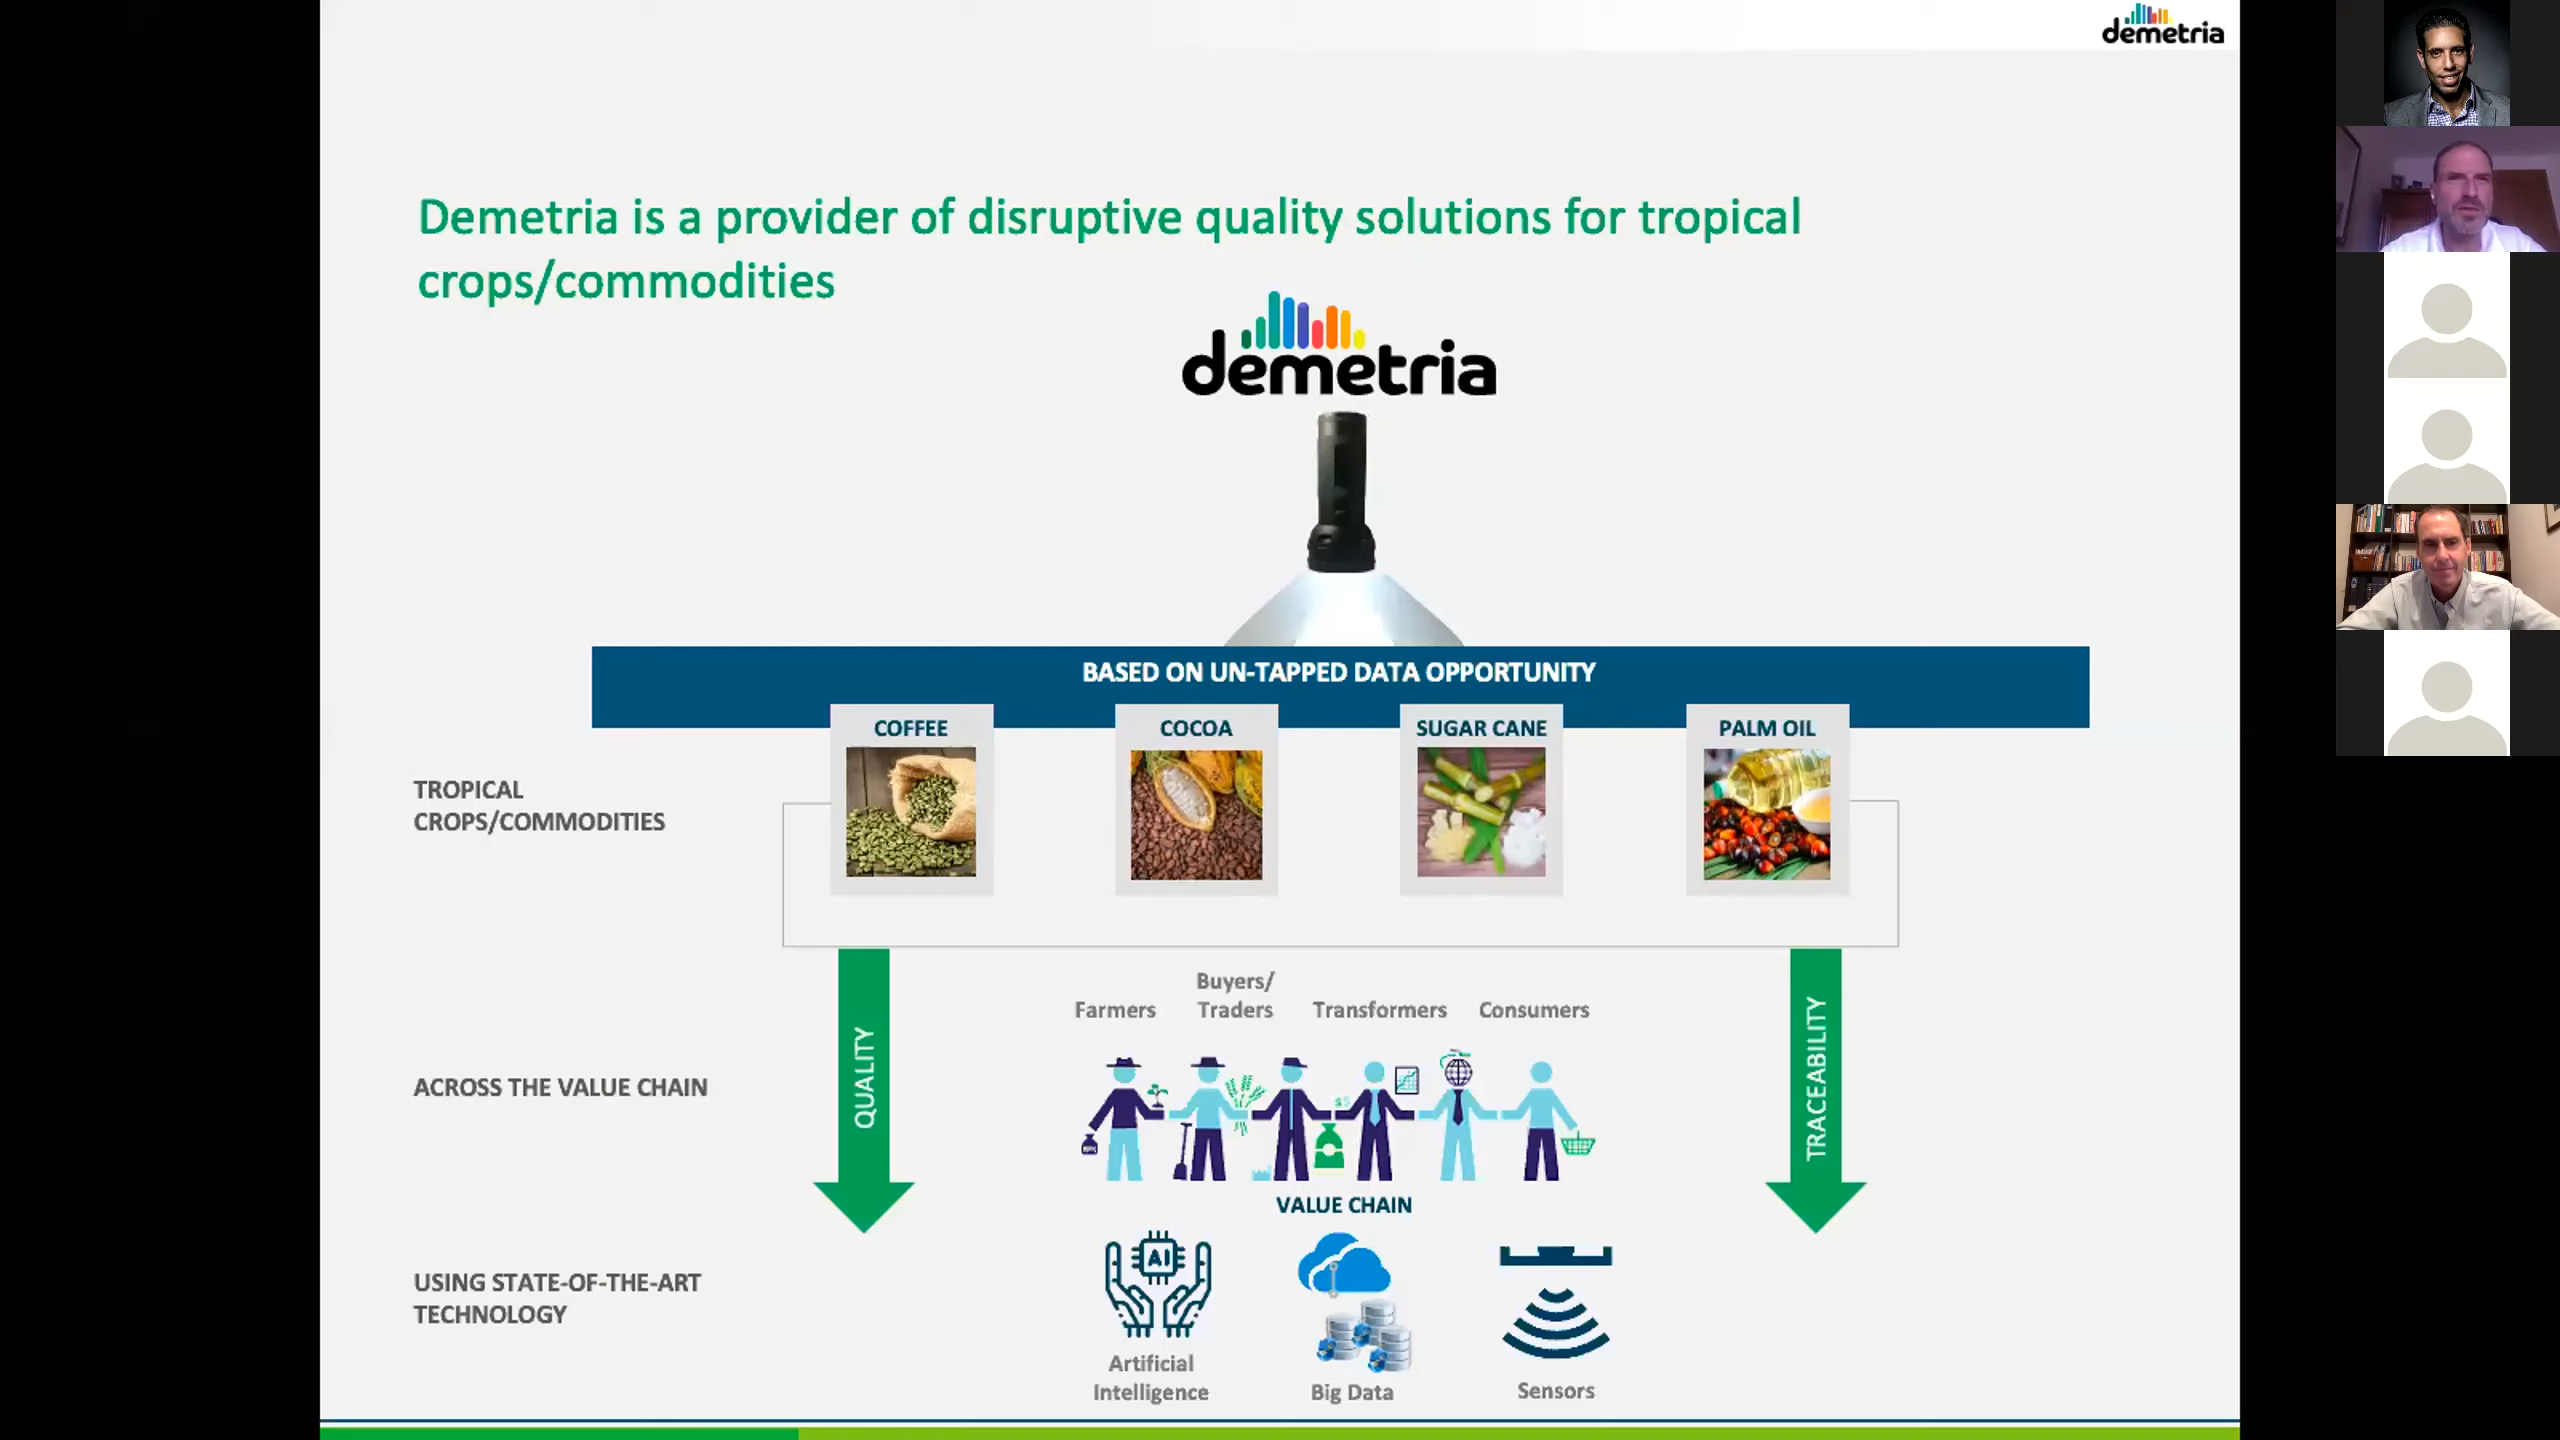 demetria
Demetria is a provider of disruptive quality solutions for tropical
crops/commodities
demetria
BASED ON UN-TAPPED DATA OPPORTUNITY
COFFEE
COCOA
SUGAR CANE
PALM OIL
TROPICAL
CROPS/COMMODITIES
Farmers
Buyers/
Traders
Transformers
Consumers
ACROSS THE VALUE CHAIN
QUALITY
TRACEABILITY
VALUE CHAIN
USING STATE-OF-THE-ART
TECHNOLOGY
AI
Artificial
Intelligence
Big Data
Sensors